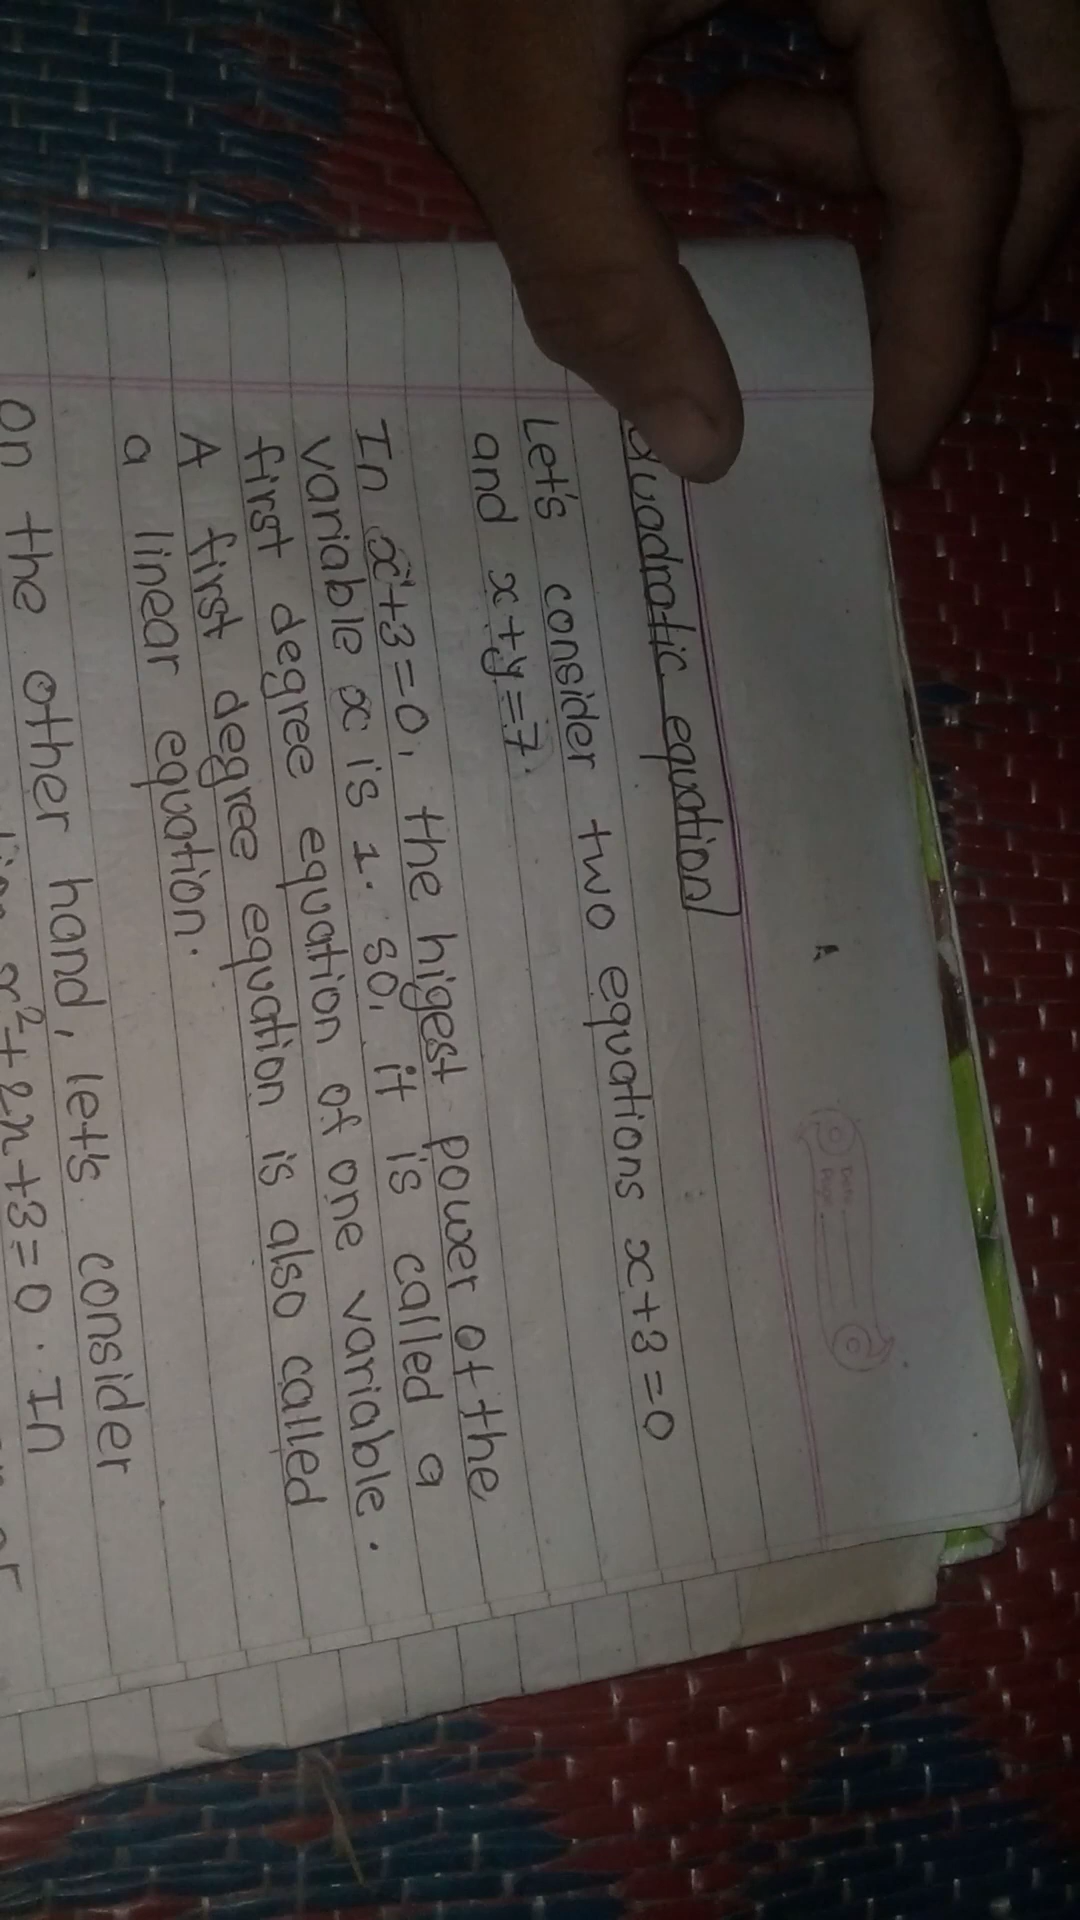 Quadratic equation
Let's consider two equations x+3=0
and x+y=7.
In x+3=0, the higest power of the
variable x is 1. So, it is called a
first degree equation of one variable.
A first degree equation is also called
a linear equation.
On the other hand, let's consider
x²+2x+3=0. In